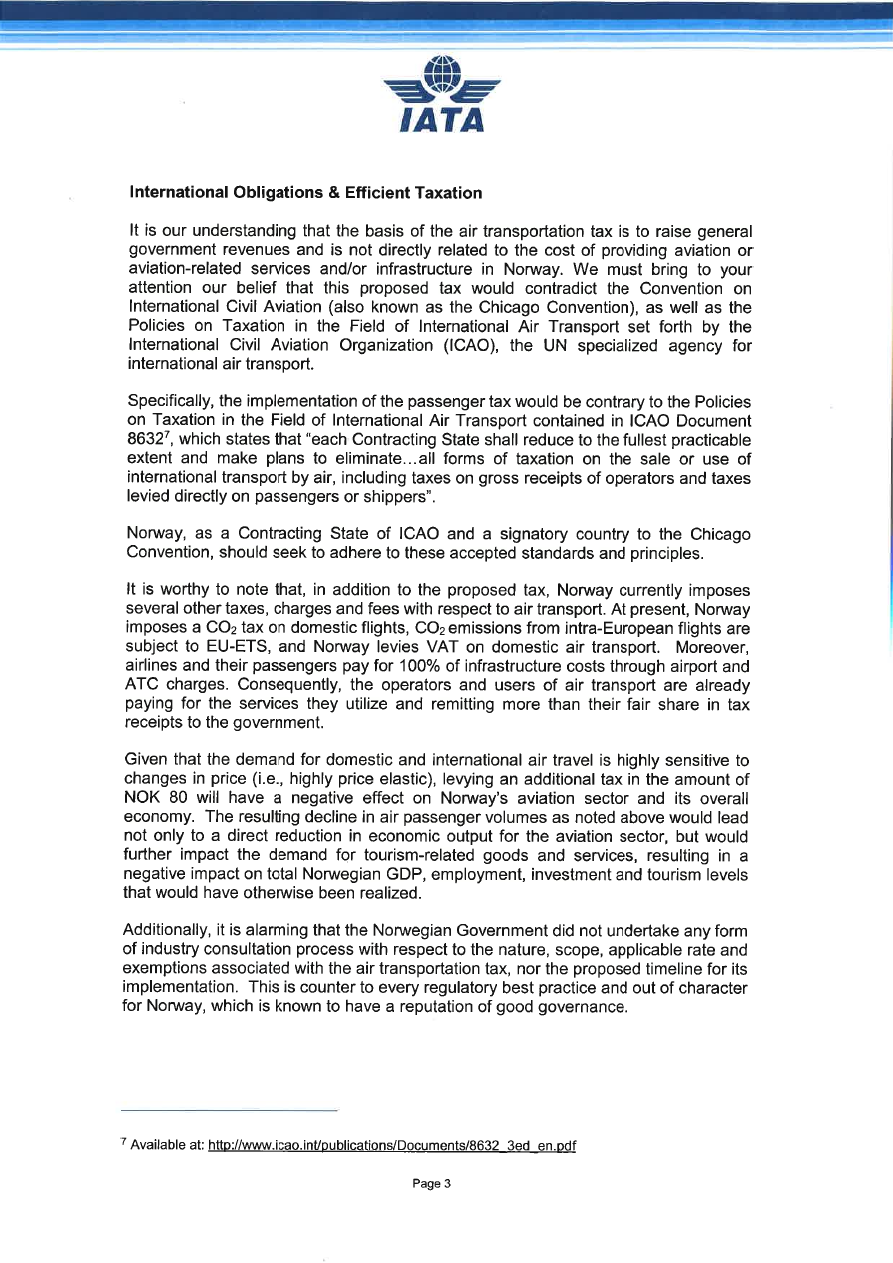 IATA
International Obligations & Efficient Taxation
It is our understanding that the basis of the air transportation tax is to raise general
government revenues and is not directly related to the cost of providing aviation or
aviation-related services and/or infrastructure in Norway. We must bring to your
attention our belief that this proposed tax would contradict the Convention on
International Civil Aviation (also known as the Chicago Convention), as well as the
Policies on Taxation in the Field of International Air Transport set forth by the
International Civil Aviation Organization (ICAO), the UN specialized agency for
international air transport.
Specifically, the implementation of the passenger tax would be contrary to the Policies
on Taxation in the Field of International Air Transport contained in ICAO Document
8632⁷, which states that "each Contracting State shall reduce to the fullest practicable
extent and make plans to eliminate...all forms of taxation on the sale or use of
international transport by air, including taxes on gross receipts of operators and taxes
levied directly on passengers or shippers".
Norway, as a Contracting State of ICAO and a signatory country to the Chicago
Convention, should seek to adhere to these accepted standards and principles.
It is worthy to note that, in addition to the proposed tax, Norway currently imposes
several other taxes, charges and fees with respect to air transport. At present, Norway
imposes a CO₂ tax on domestic flights, CO₂ emissions from intra-European flights are
subject to EU-ETS, and Norway levies VAT on domestic air transport. Moreover,
airlines and their passengers pay for 100% of infrastructure costs through airport and
ATC charges. Consequently, the operators and users of air transport are already
paying for the services they utilize and remitting more than their fair share in tax
receipts to the government.
Given that the demand for domestic and international air travel is highly sensitive to
changes in price (i.e., highly price elastic), levying an additional tax in the amount of
NOK 80 will have a negative effect on Norway's aviation sector and its overall
economy. The resulting decline in air passenger volumes as noted above would lead
not only to a direct reduction in economic output for the aviation sector, but would
further impact the demand for tourism-related goods and services, resulting in a
negative impact on total Norwegian GDP, employment, investment and tourism levels
that would have otherwise been realized.
Additionally, it is alarming that the Norwegian Government did not undertake any form
of industry consultation process with respect to the nature, scope, applicable rate and
exemptions associated with the air transportation tax, nor the proposed timeline for its
implementation. This is counter to every regulatory best practice and out of character
for Norway, which is known to have a reputation of good governance.
⁷ Available at: http://www.icao.int/publications/Documents/8632_3ed_en.pdf
Page 3